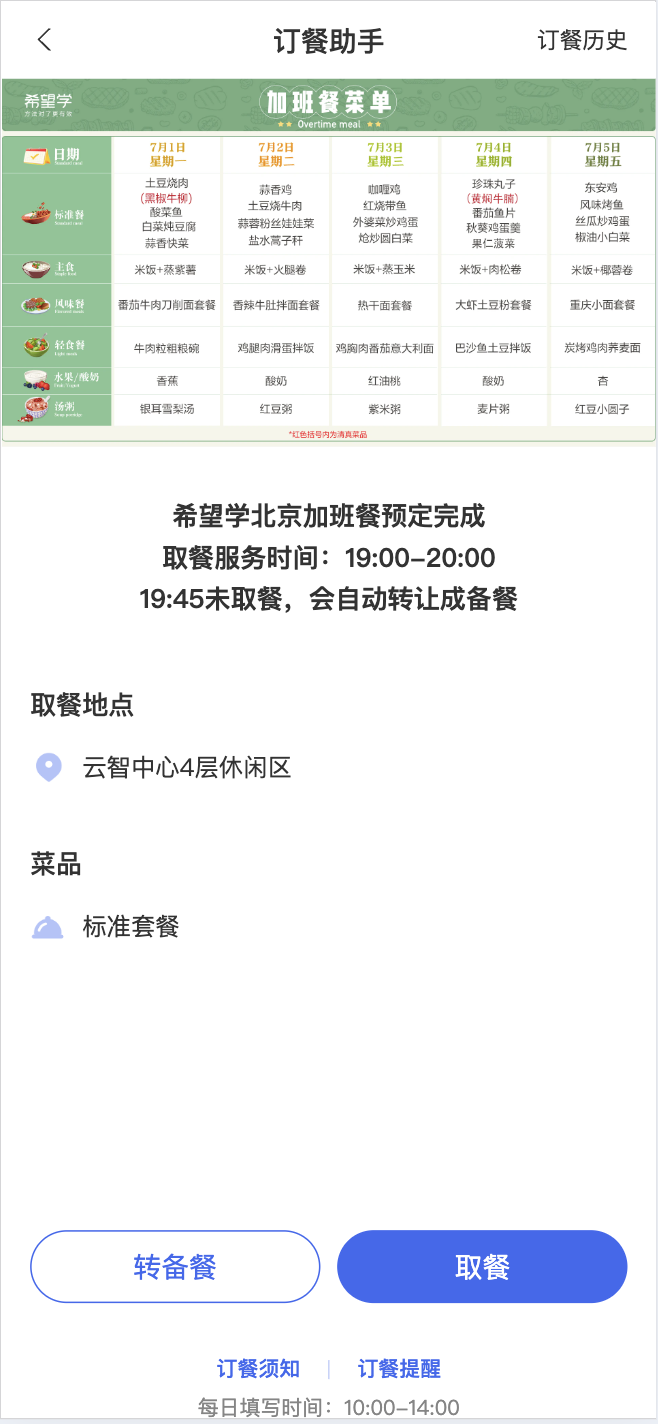 订餐助手
订餐历史
希望学
加班餐菜单
Overtime meal
日期
7月1日
星期一
7月2日
星期二
7月3日
星期三
7月4日
星期四
7月5日
星期五
标准餐
土豆烧肉
(黑椒牛柳)
酸菜鱼
白菜炖豆腐
蒜香快菜
蒜香鸡
土豆烧牛肉
蒜蓉粉丝娃娃菜
盐水蒿子秆
咖喱鸡
红烧带鱼
外婆菜炒鸡蛋
炝炒圆白菜
珍珠丸子
(黄焖牛腩)
番茄鱼片
秋葵鸡蛋羹
果仁菠菜
东安鸡
风味烤鱼
丝瓜炒鸡蛋
椒油小白菜
主食
米饭+蒸紫薯
米饭+火腿卷
米饭+蒸玉米
米饭+肉松卷
米饭+椰蓉卷
风味餐
番茄牛肉刀削面套餐
香辣牛肚拌面套餐
热干面套餐
大虾土豆粉套餐
重庆小面套餐
轻食餐
牛肉粒粗粮碗
鸡腿肉滑蛋拌饭
鸡胸肉番茄意大利面
巴沙鱼土豆拌饭
炭烤鸡肉荞麦面
水果/酸奶
香蕉
酸奶
红油桃
酸奶
杏
汤粥
银耳雪梨汤
红豆粥
紫米粥
麦片粥
红豆小圆子
*红色括号内为清真菜品
希望学北京加班餐预定完成
取餐服务时间：19:00-20:00
19:45未取餐，会自动转让成备餐
取餐地点
云智中心4层休闲区
菜品
标准套餐
转备餐
取餐
订餐须知
订餐提醒
每日填写时间：10:00-14:00